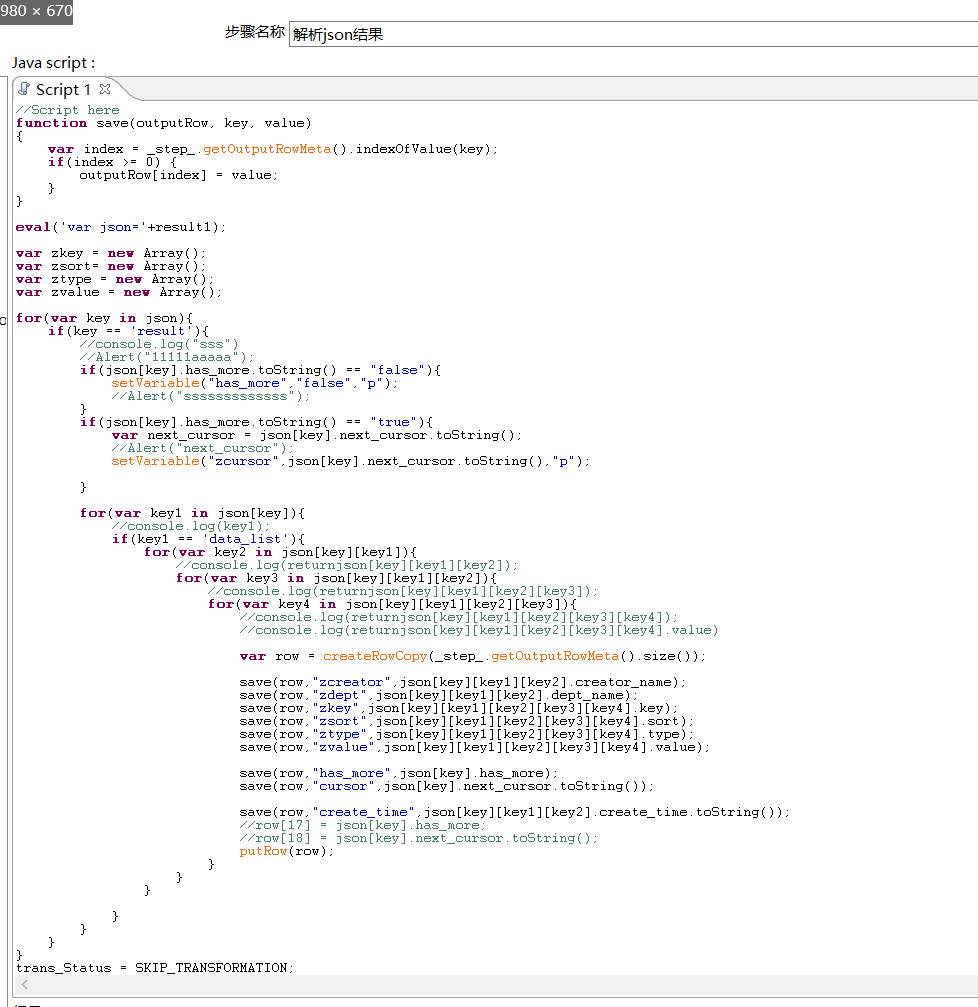 980 × 670
步骤名称 解析json结果
Java script :
Script 1
//Script here
function save(outputRow, key, value)
{
    var index = _step_.getOutputRowMeta().indexOfValue(key);
    if(index >= 0) {
        outputRow[index] = value;
    }
}
eval('var json='+result1);
var zkey = new Array();
var zsort= new Array();
var ztype = new Array();
var zvalue = new Array();
for(var key in json){
    if(key == 'result'){
        //console.log("sss")
        //Alert("11111aaaaa");
        if(json[key].has_more.toString() == "false"){
            setVariable("has_more","false","p");
            //Alert("sssssssssssss");
        }
        if(json[key].has_more.toString() == "true"){
            var next_cursor = json[key].next_cursor.toString();
            //Alert("next_cursor");
            setVariable("zcursor",json[key].next_cursor.toString(),"p");
        }
        for(var key1 in json[key]){
            //console.log(key1);
            if(key1 == 'data_list'){
                for(var key2 in json[key][key1]){
                    //console.log(returnjson[key][key1][key2]);
                    for(var key3 in json[key][key1][key2]){
                        //console.log(returnjson[key][key1][key2][key3]);
                        for(var key4 in json[key][key1][key2][key3]){
                            //console.log(returnjson[key][key1][key2][key3][key4]);
                            //console.log(returnjson[key][key1][key2][key3][key4].value)
                            var row = createRowCopy(_step_.getOutputRowMeta().size());
                            save(row,"zcreator",json[key][key1][key2].creator_name);
                            save(row,"zdept",json[key][key1][key2].dept_name);
                            save(row,"zkey",json[key][key1][key2][key3][key4].key);
                            save(row,"zsort",json[key][key1][key2][key3][key4].sort);
                            save(row,"ztype",json[key][key1][key2][key3][key4].type);
                            save(row,"zvalue",json[key][key1][key2][key3][key4].value);
                            save(row,"has_more",json[key].has_more);
                            save(row,"cursor",json[key].next_cursor.toString());
                            save(row,"create_time",json[key][key1][key2].create_time.toString());
                            //row[17] = json[key].has_more;
                            //row[18] = json[key].next_cursor.toString();
                            putRow(row);
                        }
                    }
                }
            }
        }
    }
}
trans_Status = SKIP_TRANSFORMATION;